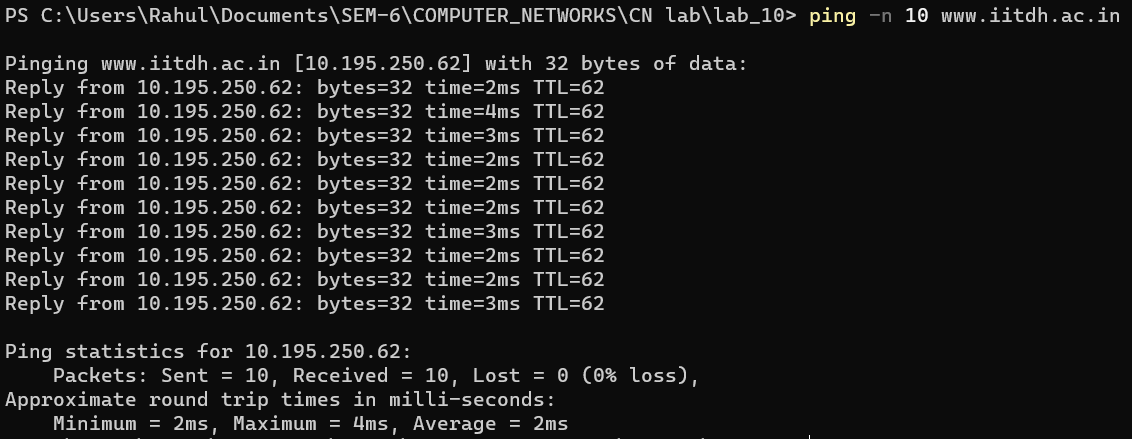 PS C:\Users\Rahul\Documents\SEM-6\COMPUTER_NETWORKS\CN lab\lab_10> ping -n 10 www.iitdh.ac.in
Pinging www.iitdh.ac.in [10.195.250.62] with 32 bytes of data:
Reply from 10.195.250.62: bytes=32 time=2ms TTL=62
Reply from 10.195.250.62: bytes=32 time=4ms TTL=62
Reply from 10.195.250.62: bytes=32 time=3ms TTL=62
Reply from 10.195.250.62: bytes=32 time=2ms TTL=62
Reply from 10.195.250.62: bytes=32 time=2ms TTL=62
Reply from 10.195.250.62: bytes=32 time=2ms TTL=62
Reply from 10.195.250.62: bytes=32 time=3ms TTL=62
Reply from 10.195.250.62: bytes=32 time=2ms TTL=62
Reply from 10.195.250.62: bytes=32 time=2ms TTL=62
Reply from 10.195.250.62: bytes=32 time=3ms TTL=62
Ping statistics for 10.195.250.62:
Packets: Sent = 10, Received = 10, Lost = 0 (0% loss),
Approximate round trip times in milli-seconds:
Minimum = 2ms, Maximum = 4ms, Average = 2ms